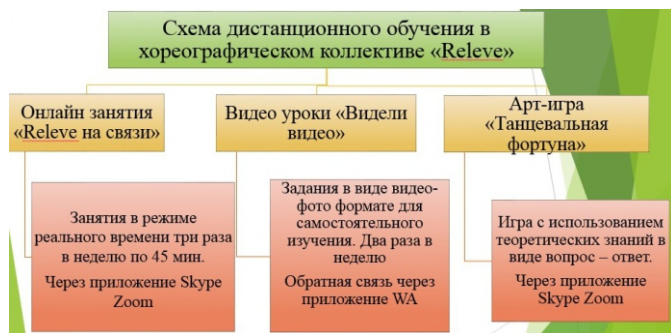 Схема дистанционного обучения в
хореографическом коллективе «Releve»
Онлайн занятия
«Releve на связи»
Видео уроки «Видели
видео»
Арт-игра
«Танцевальная
фортуна»
Занятия в режиме
реального времени три раза
в неделю по 45 мин.
Через приложение Skype
Zoom
Задания в виде видео-
фото формате для
самостоятельного
изучения. Два раза в
неделю
Обратная связь через
приложение WA
Игра с использованием
теоретических знаний в
виде вопрос – ответ.
Через приложение
Skype Zoom